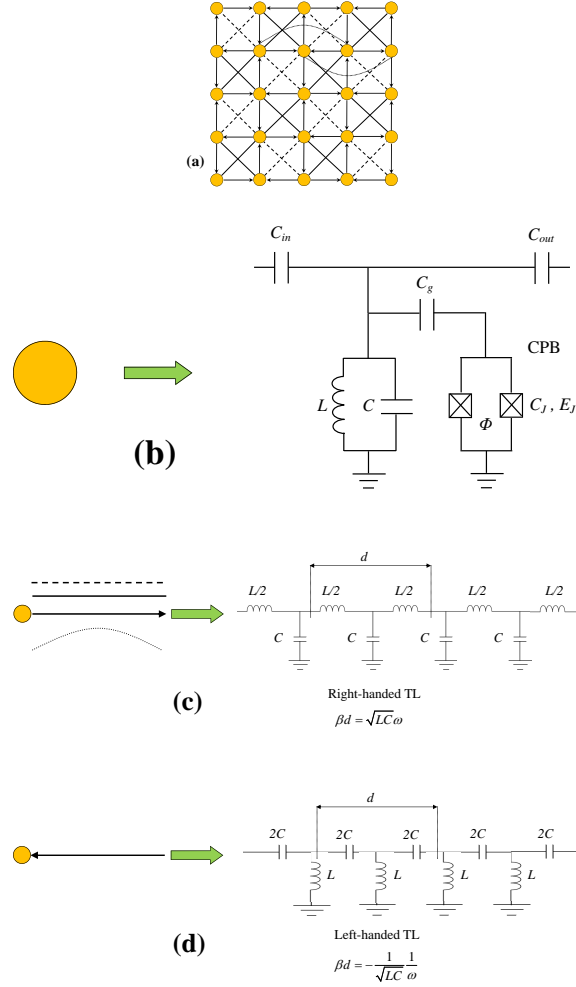 (a)
C_in
C_out
C_g
CPB
L
C
C_J , E_J
Φ
(b)
d
L/2 L/2 L/2 L/2 L/2
C C C C
Right-handed TL
(c)
βd = √LC ω
d
2C 2C 2C 2C 2C
L L L L
Left-handed TL
(d)
βd = − 1/√LC 1/ω